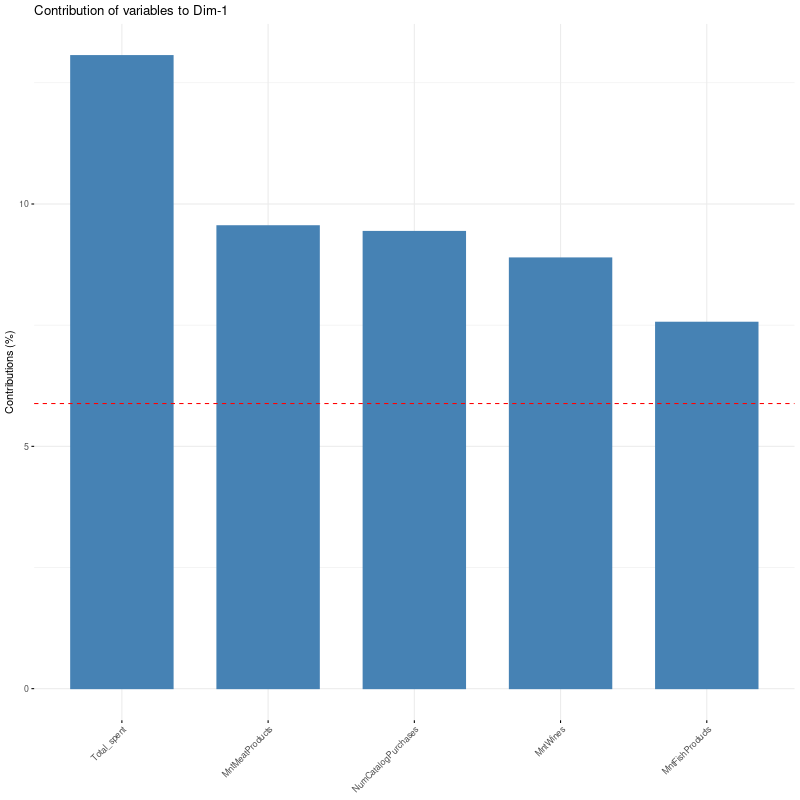 Contribution of variables to Dim-1
Contributions (%)
10
5
0
Total_spent
MntMeatProducts
NumCatalogPurchases
MntWines
MntFishProducts